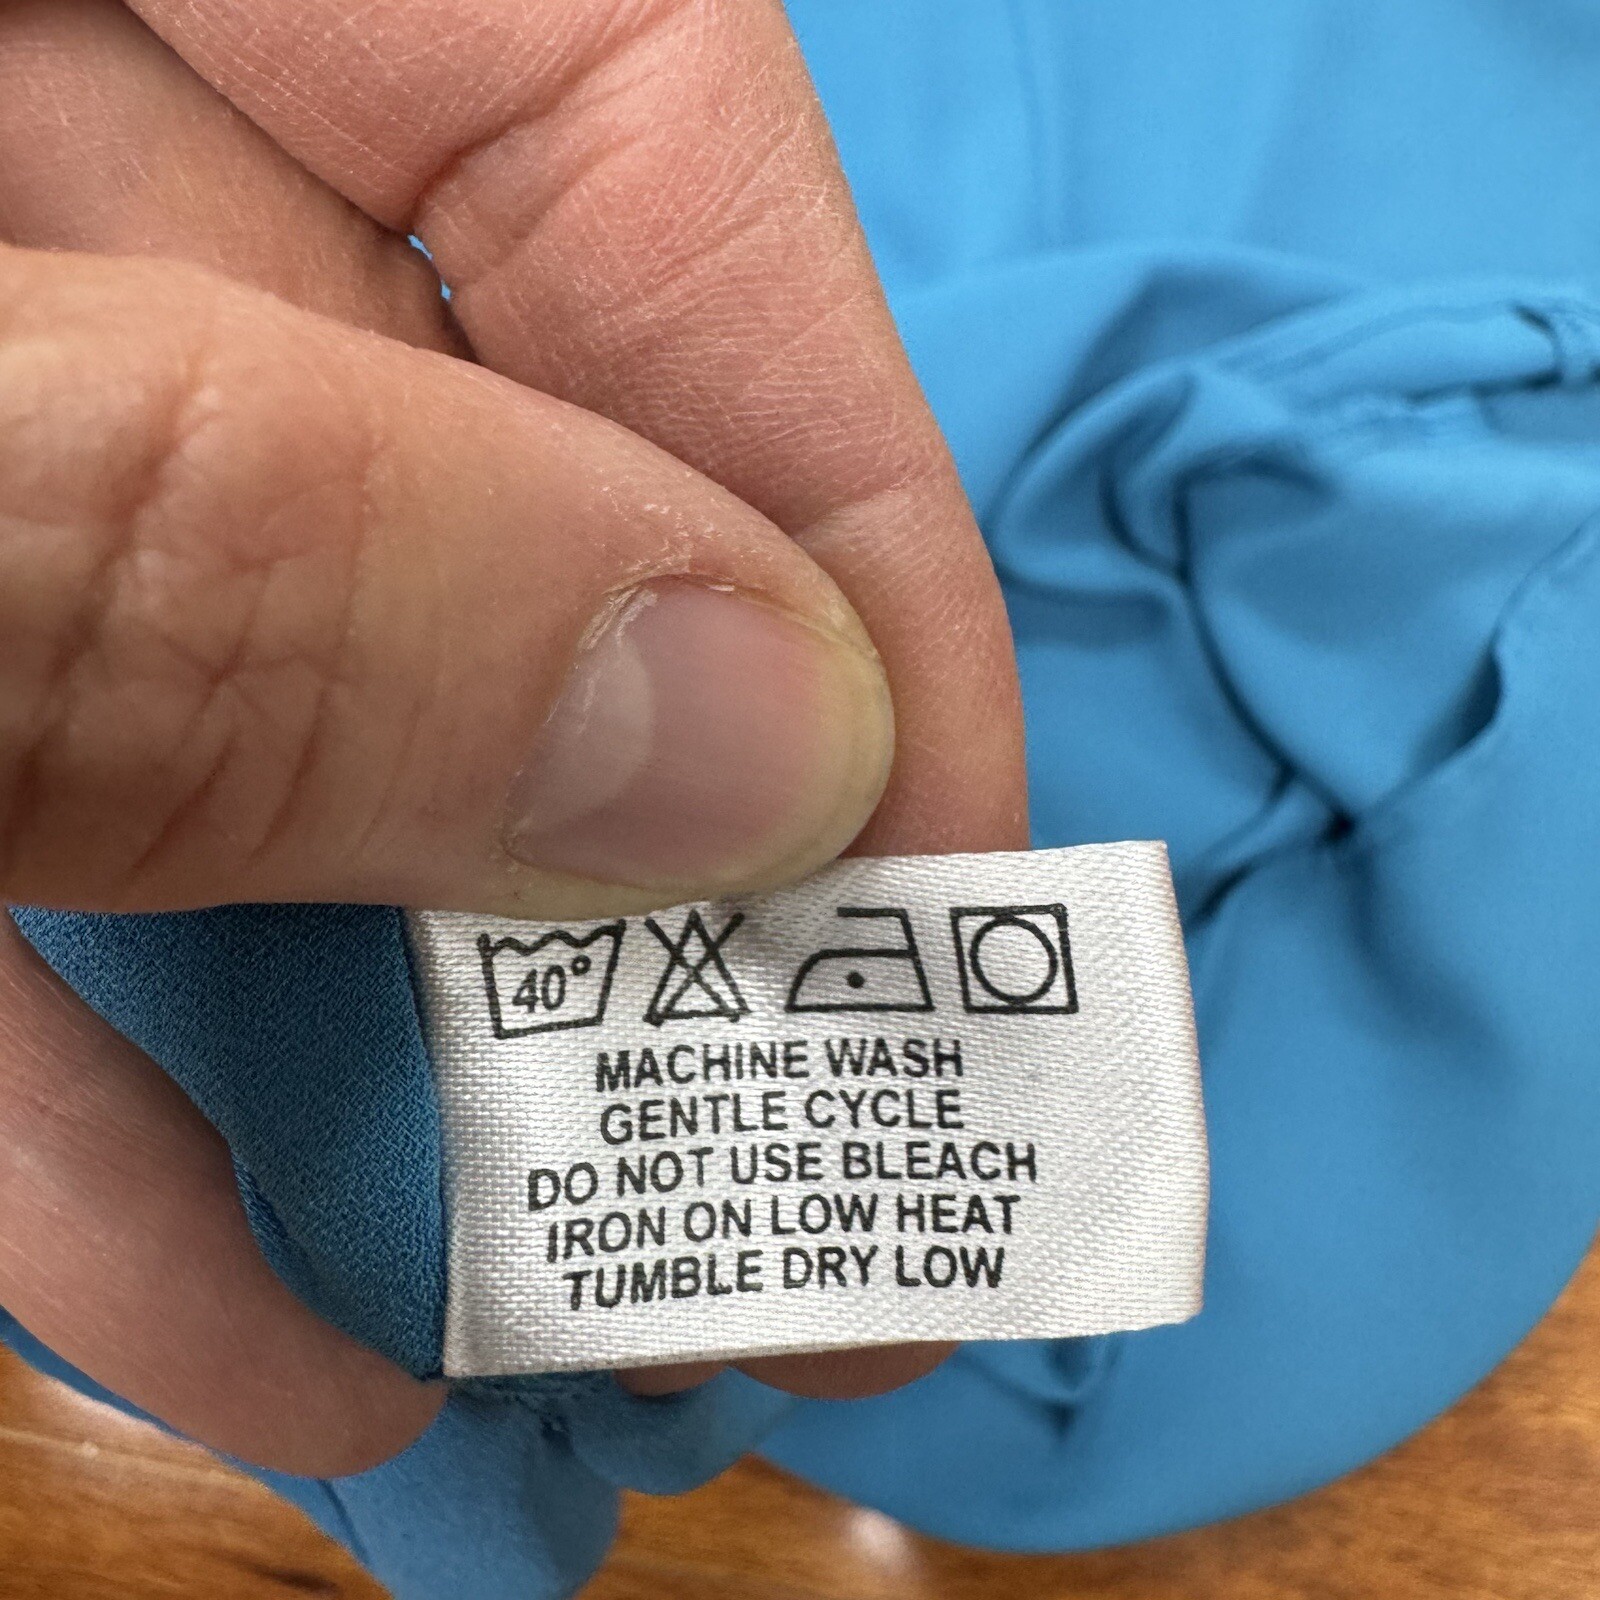 40°
MACHINE WASH
GENTLE CYCLE
DO NOT USE BLEACH
IRON ON LOW HEAT
TUMBLE DRY LOW